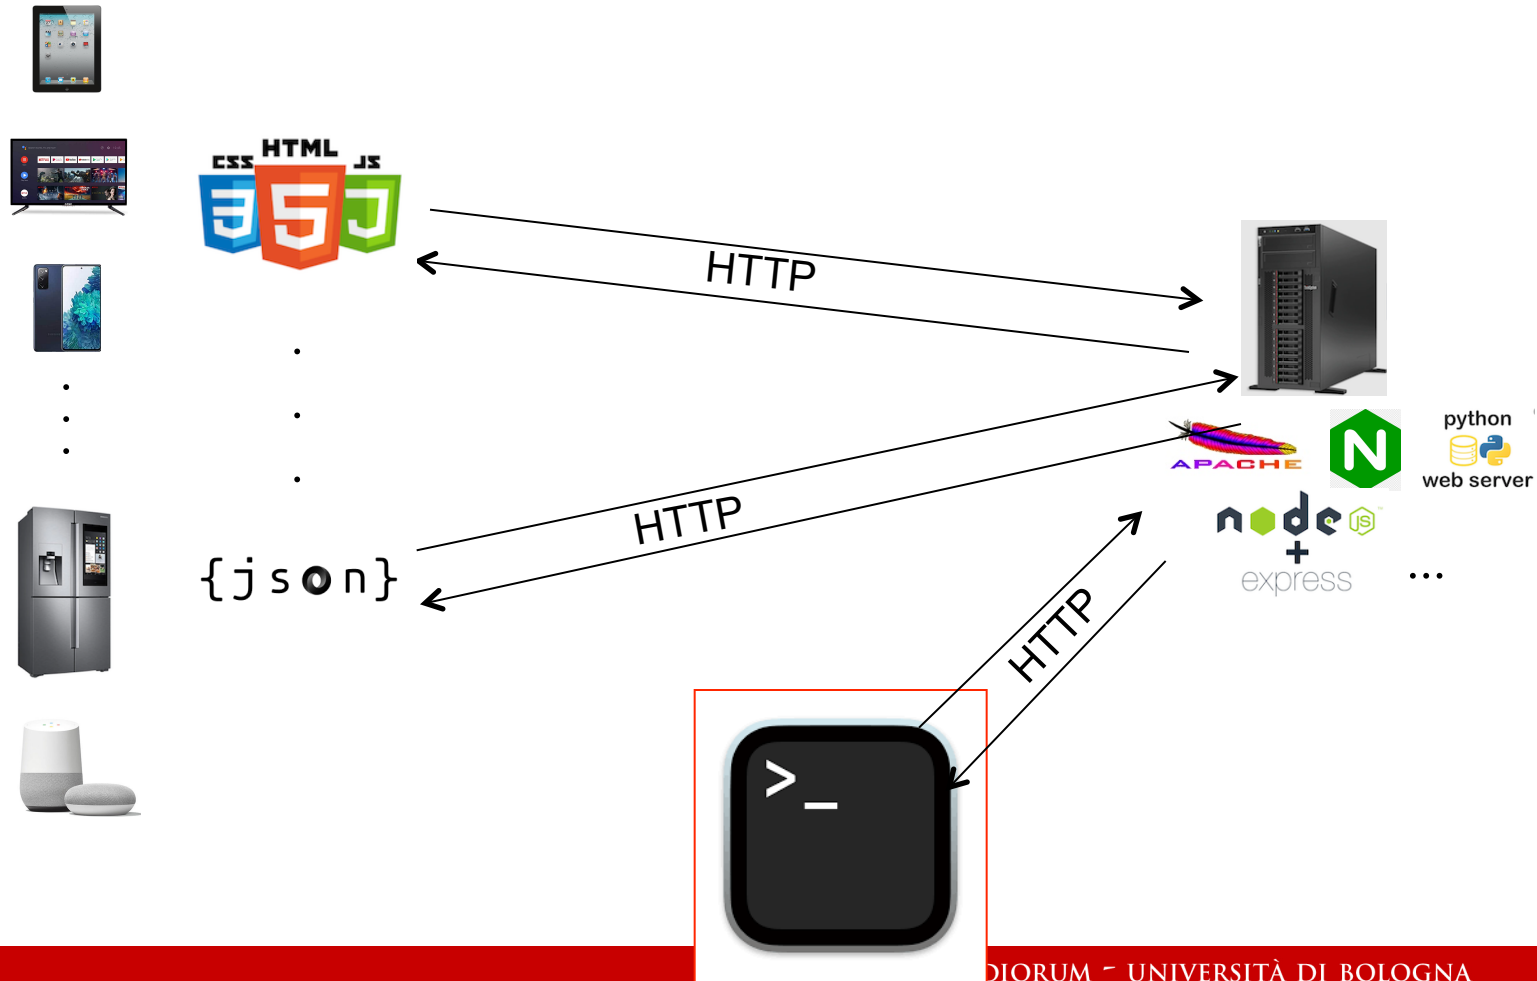 HTML
CSS
JS
HTTP
python
web server
APACHE
N
node JS
+
express
...
HTTP
{json}
HTTP
>_
DIORUM - UNIVERSITÀ DI BOLOGNA